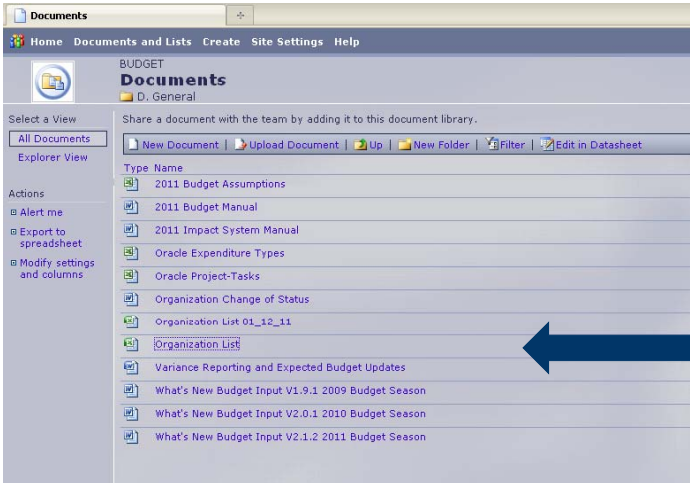 Documents
Home Documents and Lists Create Site Settings Help
BUDGET
Documents
D. General
Select a View
All Documents
Explorer View
Actions
Alert me
Export to
spreadsheet
Modify settings
and columns
Share a document with the team by adding it to this document library.
New Document | Upload Document | Up | New Folder | Filter | Edit in Datasheet
Type Name
2011 Budget Assumptions
2011 Budget Manual
2011 Impact System Manual
Oracle Expenditure Types
Oracle Project-Tasks
Organization Change of Status
Organization List 01_12_11
Organization List
Variance Reporting and Expected Budget Updates
What's New Budget Input V1.9.1 2009 Budget Season
What's New Budget Input V2.0.1 2010 Budget Season
What's New Budget Input V2.1.2 2011 Budget Season